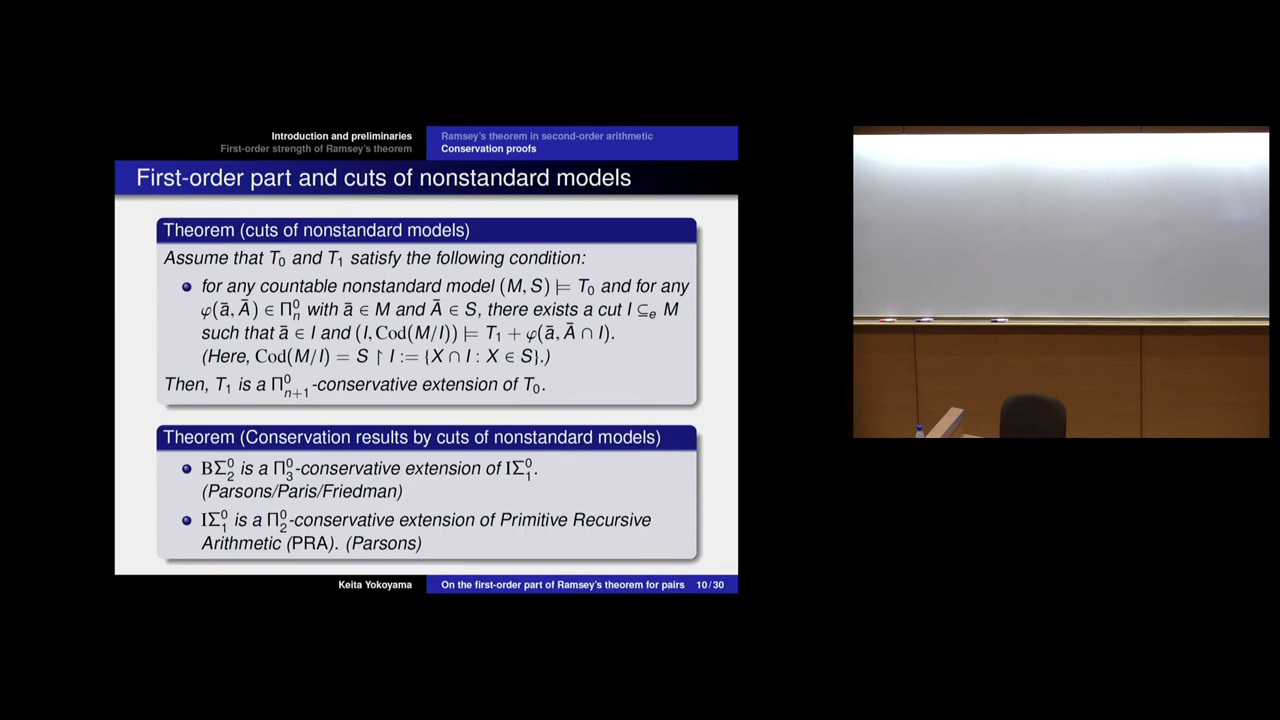 Introduction and preliminaries
First-order strength of Ramsey's theorem
Ramsey's theorem in second-order arithmetic
Conservation proofs
First-order part and cuts of nonstandard models
Theorem (cuts of nonstandard models)
Assume that T₀ and T₁ satisfy the following condition:
for any countable nonstandard model (M, S) ⊨ T₀ and for any
φ(ā, Ā) ∈ Π⁰ₙ with ā ∈ M and Ā ∈ S, there exists a cut I ⊆ₑ M
such that ā ∈ I and (I, Cod(M/I)) ⊨ T₁ + φ(ā, Ā ∩ I).
(Here, Cod(M/I) = S ↾ I := {X ∩ I : X ∈ S}.)
Then, T₁ is a Π⁰ₙ₊₁-conservative extension of T₀.
Theorem (Conservation results by cuts of nonstandard models)
BΣ⁰₂ is a Π⁰₃-conservative extension of IΣ⁰₁.
(Parsons/Paris/Friedman)
IΣ⁰₁ is a Π⁰₂-conservative extension of Primitive Recursive
Arithmetic (PRA). (Parsons)
Keita Yokoyama
On the first-order part of Ramsey's theorem for pairs 10 / 30